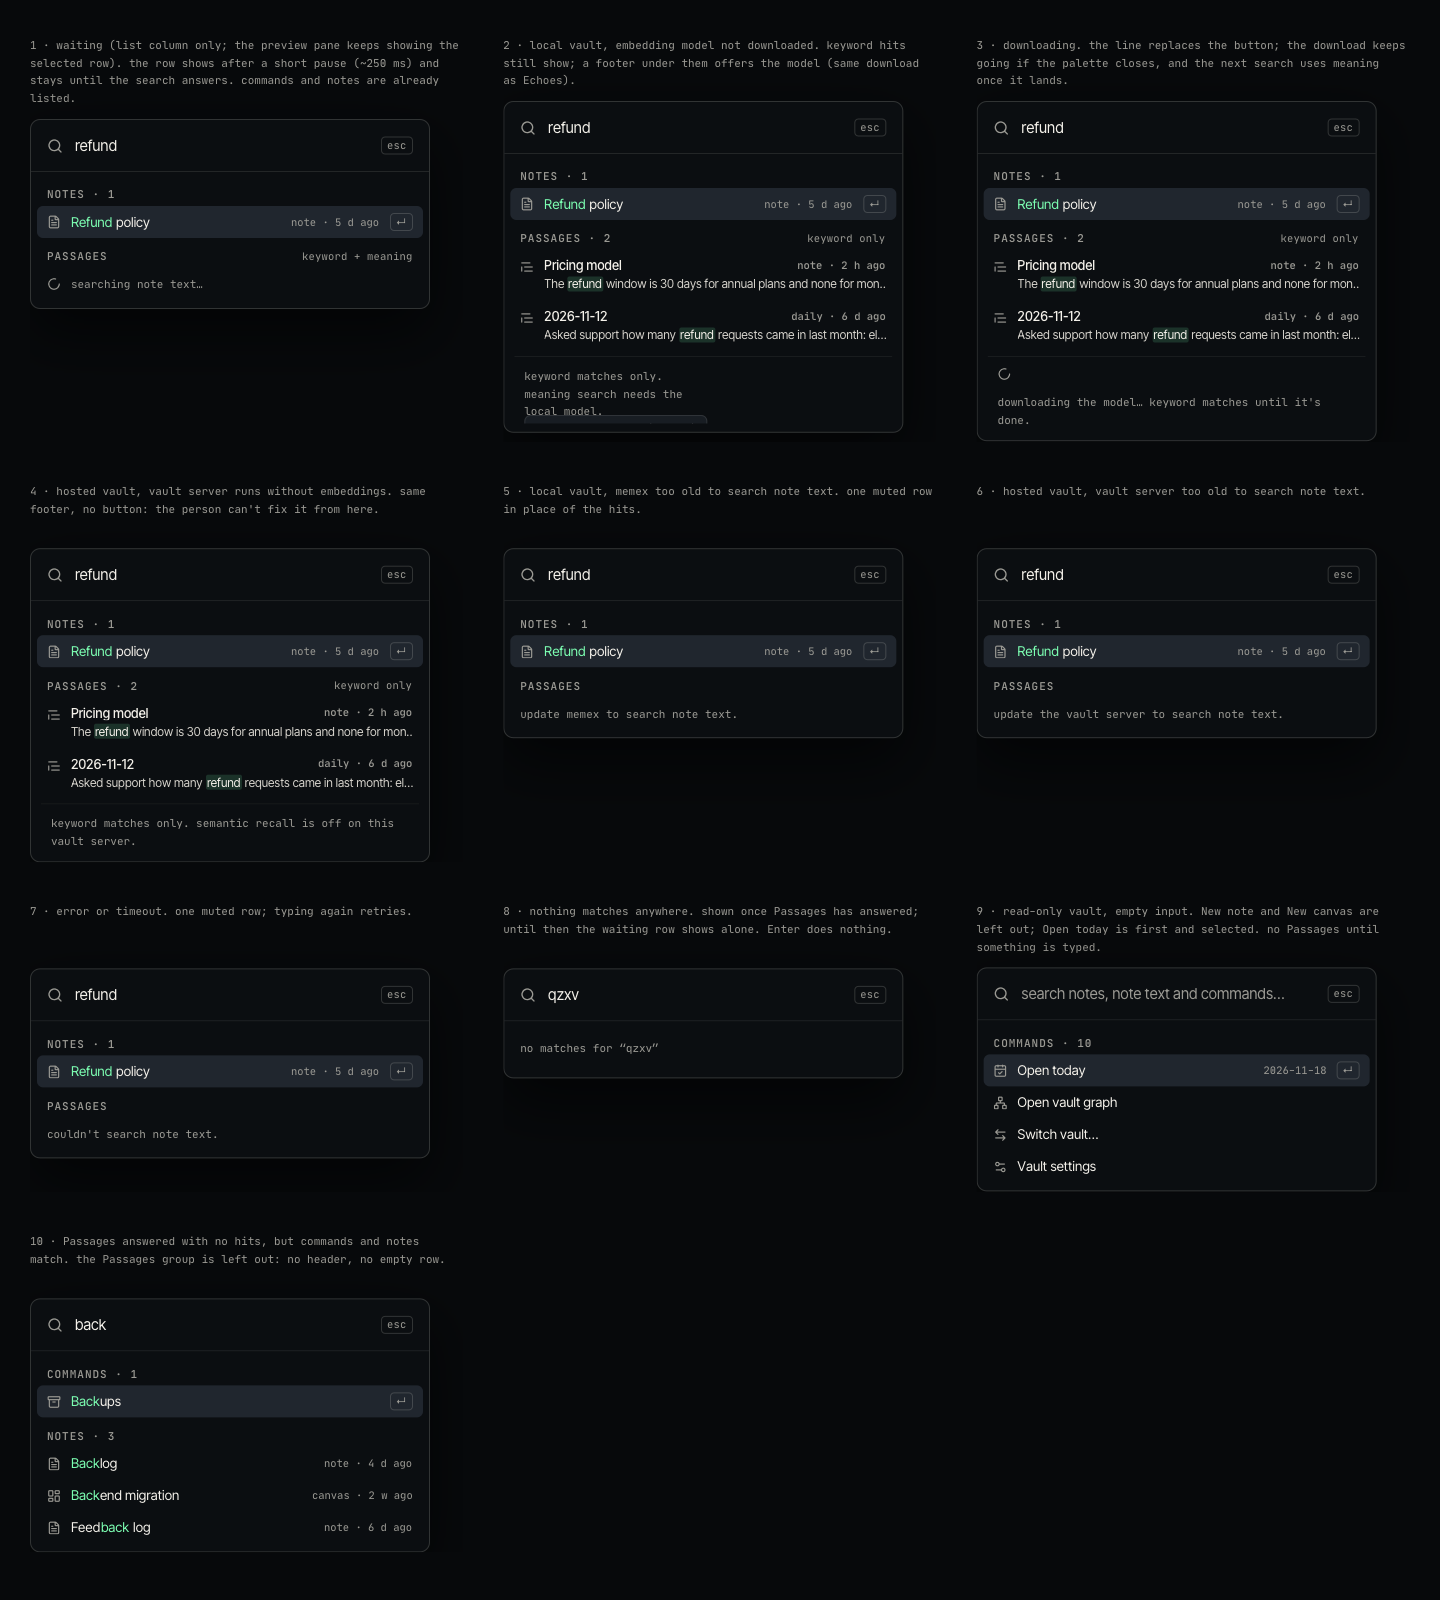 1 · waiting (list column only; the preview pane keeps showing the
selected row). the row shows after a short pause (~250 ms) and
stays until the search answers. commands and notes are already
listed.
refund
esc
NOTES · 1
Refund policy
note · 5 d ago
PASSAGES
keyword + meaning
searching note text…
2 · local vault, embedding model not downloaded. keyword hits
still show; a footer under them offers the model (same download
as Echoes).
refund
esc
NOTES · 1
Refund policy
note · 5 d ago
PASSAGES · 2
keyword only
Pricing model
note · 2 h ago
The refund window is 30 days for annual plans and none for mon..
2026-11-12
daily · 6 d ago
Asked support how many refund requests came in last month: el…
keyword matches only.
meaning search needs the
local model.
3 · downloading. the line replaces the button; the download keeps
going if the palette closes, and the next search uses meaning
once it lands.
refund
esc
NOTES · 1
Refund policy
note · 5 d ago
PASSAGES · 2
keyword only
Pricing model
note · 2 h ago
The refund window is 30 days for annual plans and none for mon..
2026-11-12
daily · 6 d ago
Asked support how many refund requests came in last month: el…
downloading the model… keyword matches until it's
done.
4 · hosted vault, vault server runs without embeddings. same
footer, no button: the person can't fix it from here.
refund
esc
NOTES · 1
Refund policy
note · 5 d ago
PASSAGES · 2
keyword only
Pricing model
note · 2 h ago
The refund window is 30 days for annual plans and none for mon..
2026-11-12
daily · 6 d ago
Asked support how many refund requests came in last month: el…
keyword matches only. semantic recall is off on this
vault server.
5 · local vault, memex too old to search note text. one muted row
in place of the hits.
refund
esc
NOTES · 1
Refund policy
note · 5 d ago
PASSAGES
update memex to search note text.
6 · hosted vault, vault server too old to search note text.
refund
esc
NOTES · 1
Refund policy
note · 5 d ago
PASSAGES
update the vault server to search note text.
7 · error or timeout. one muted row; typing again retries.
refund
esc
NOTES · 1
Refund policy
note · 5 d ago
PASSAGES
couldn't search note text.
8 · nothing matches anywhere. shown once Passages has answered;
until then the waiting row shows alone. Enter does nothing.
qzxv
esc
no matches for “qzxv”
9 · read-only vault, empty input. New note and New canvas are
left out; Open today is first and selected. no Passages until
something is typed.
search notes, note text and commands…
esc
COMMANDS · 10
Open today
2026-11-18
Open vault graph
Switch vault…
Vault settings
10 · Passages answered with no hits, but commands and notes
match. the Passages group is left out: no header, no empty row.
back
esc
COMMANDS · 1
Backups
NOTES · 3
Backlog
note · 4 d ago
Backend migration
canvas · 2 w ago
Feedback log
note · 6 d ago